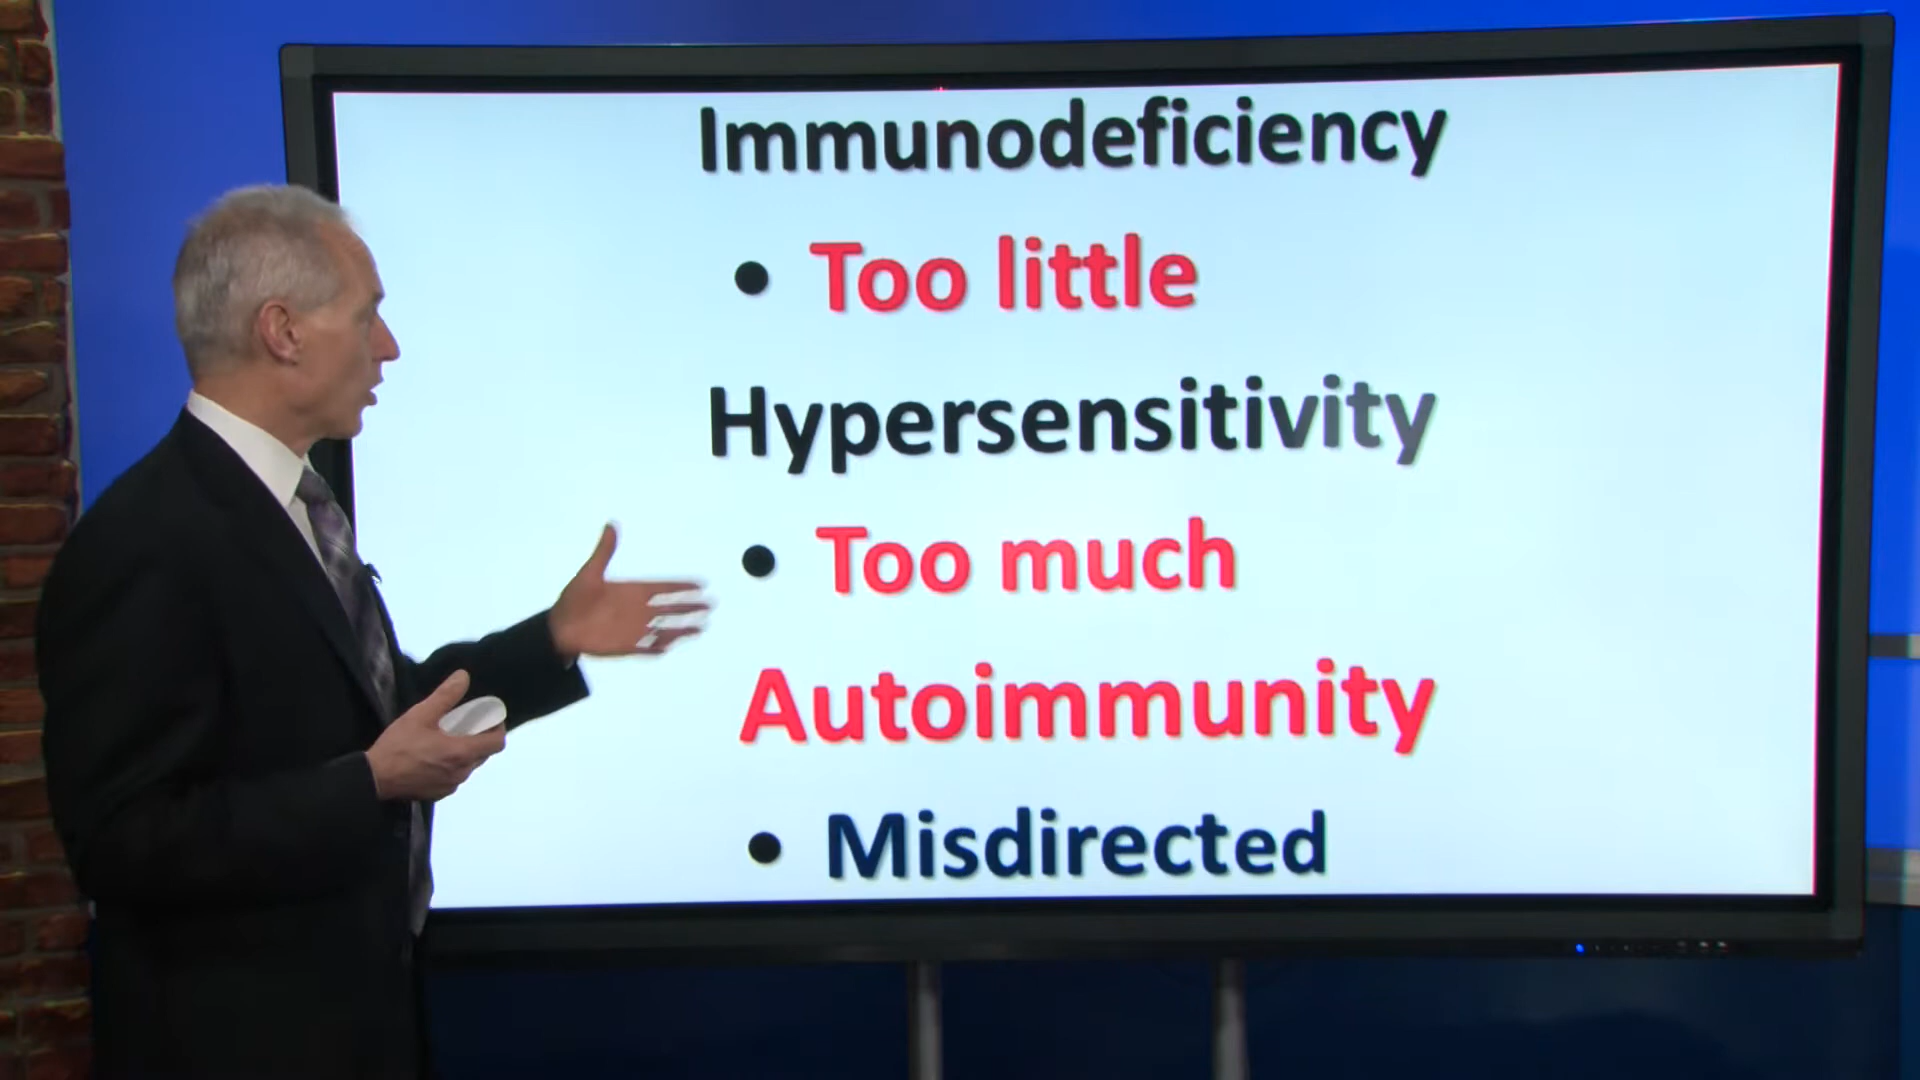 Immunodeficiency
• Too little
Hypersensitivity
• Too much
Autoimmunity
• Misdirected